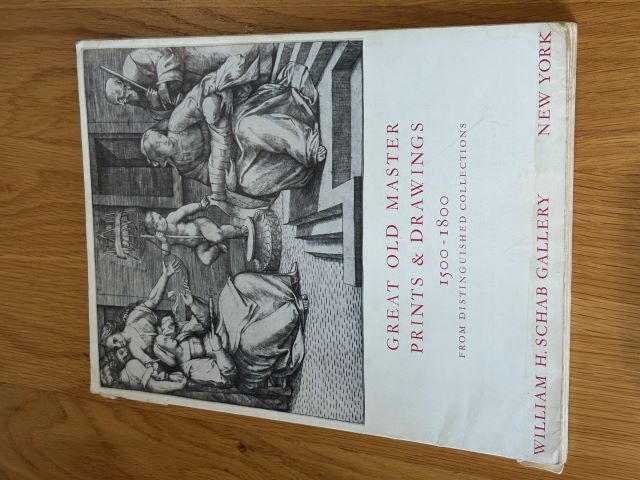 GREAT OLD MASTER
PRINTS & DRAWINGS
1500-1800
FROM DISTINGUISHED COLLECTIONS
WILLIAM H. SCHAB GALLERY NEW YORK